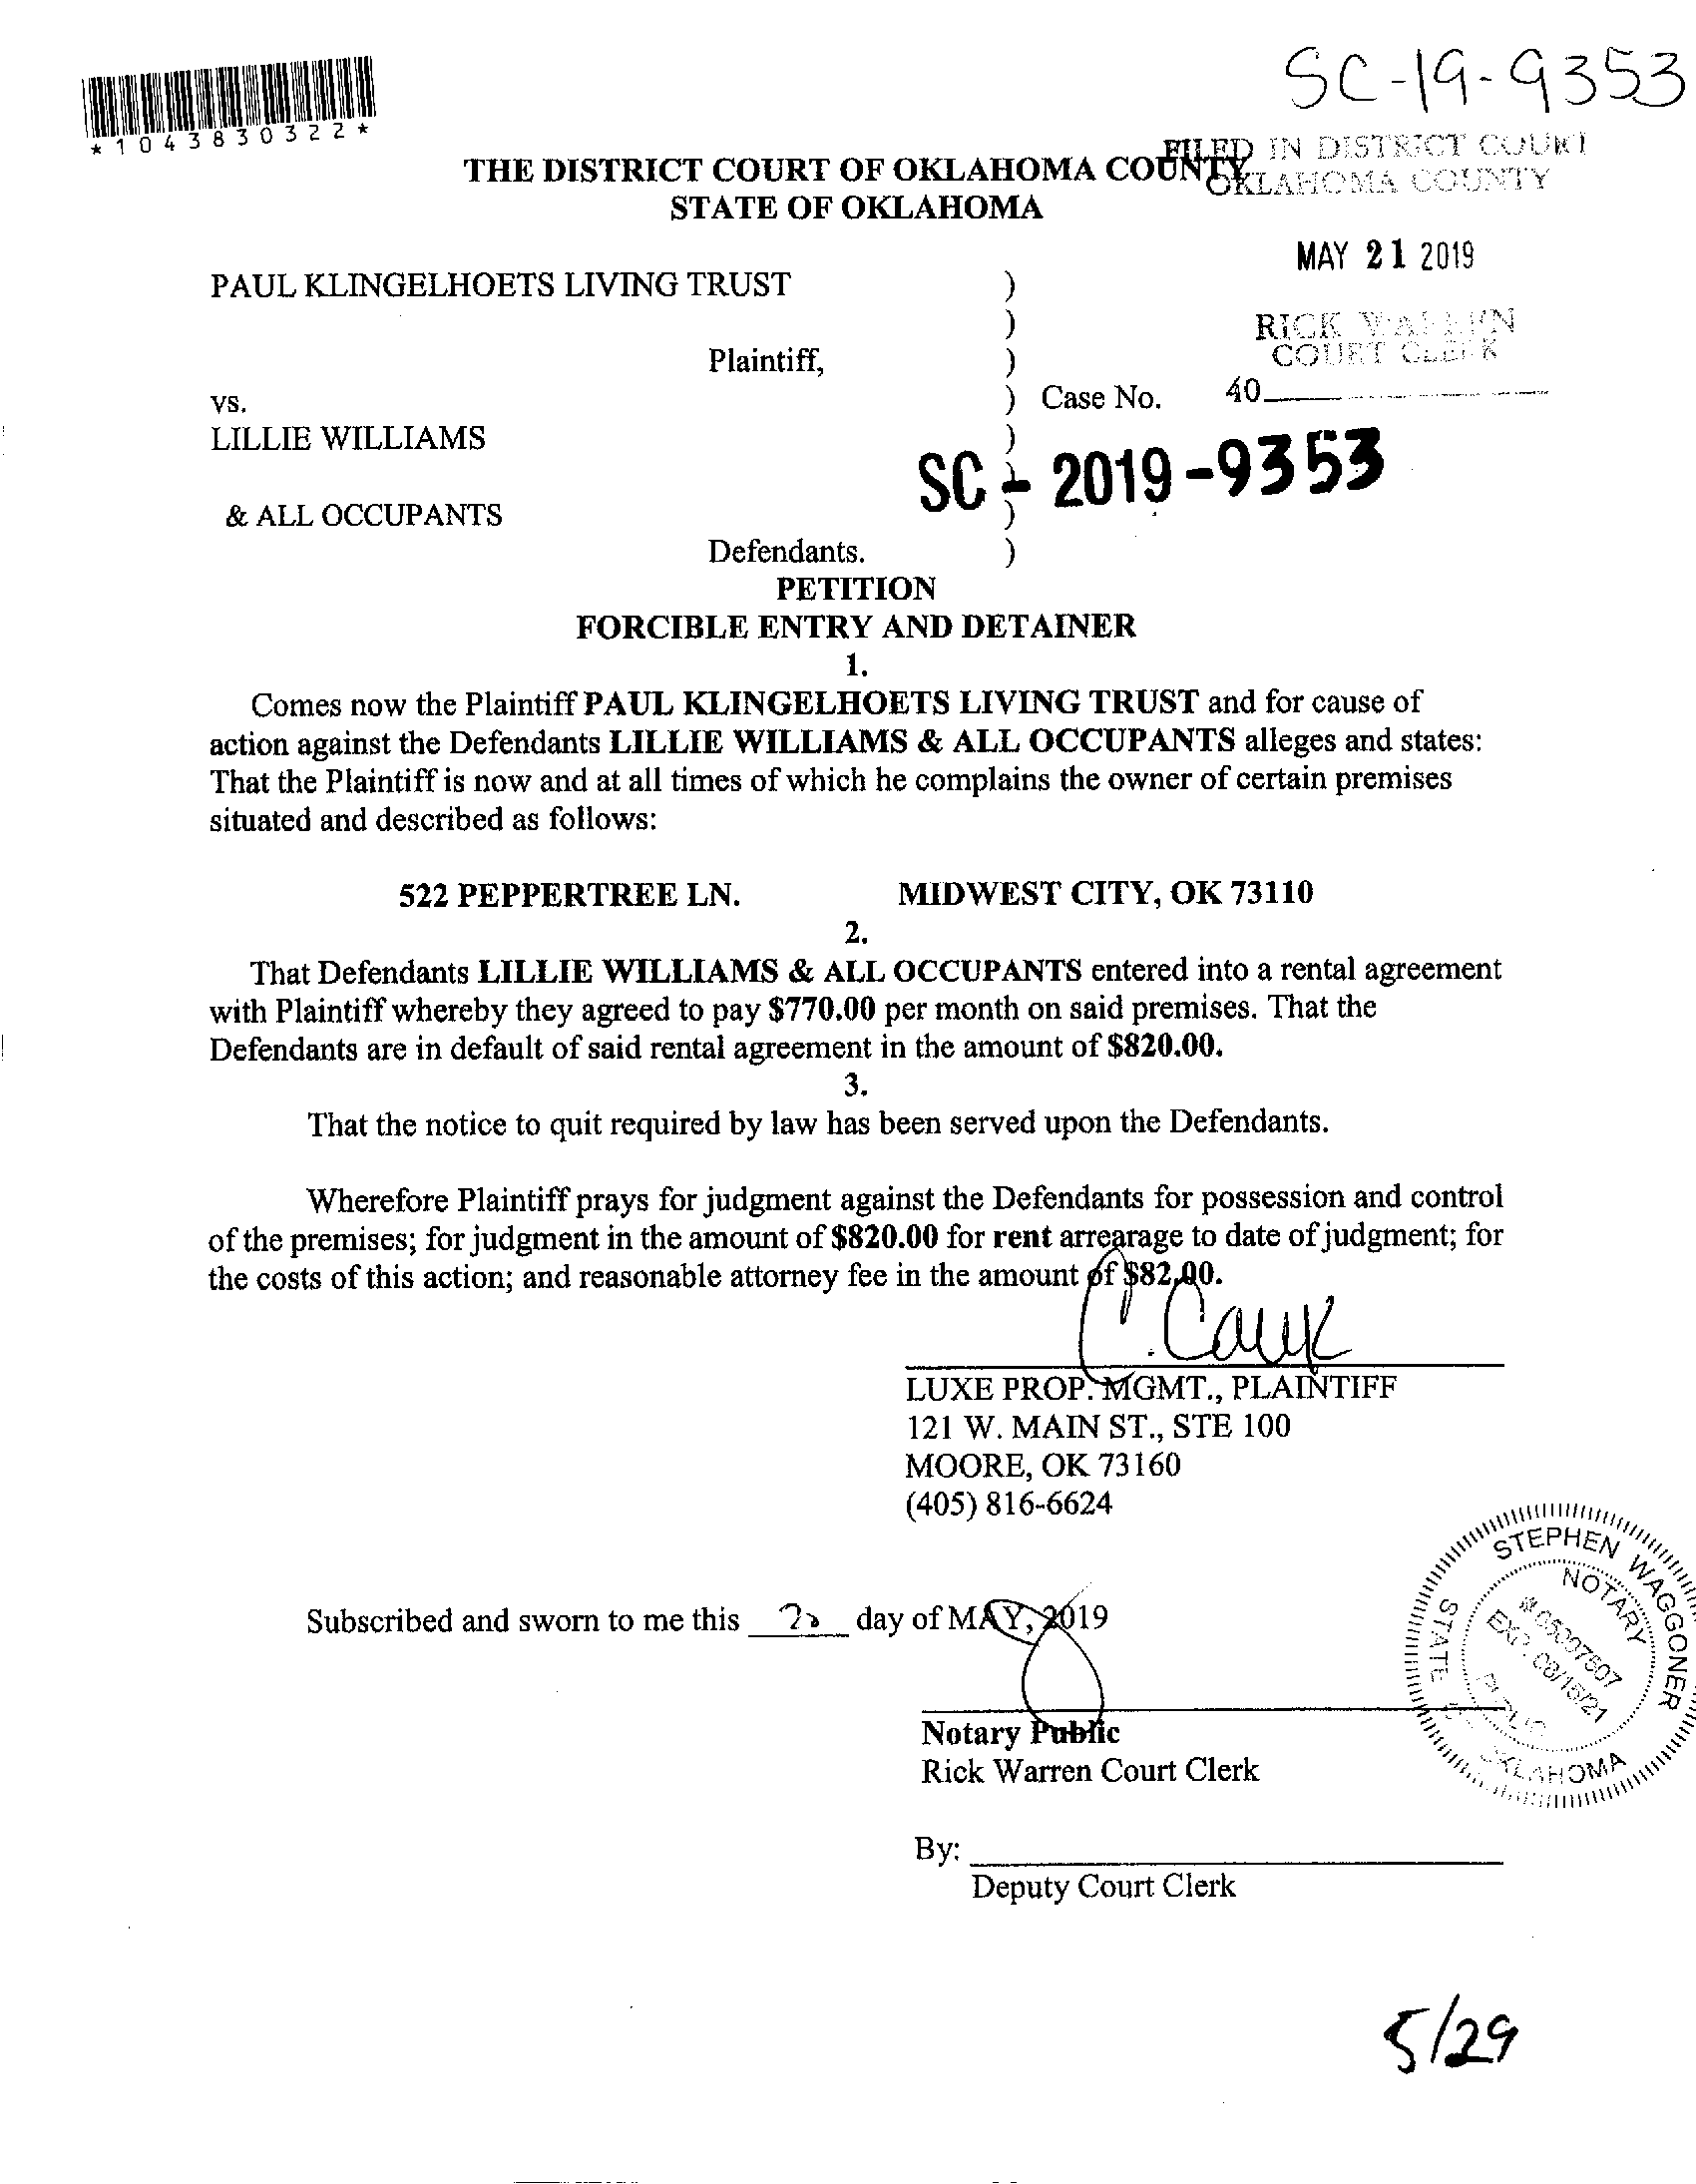 SC-19-9353
*1043830322*
FILED IN DISTRICT COURT
OKLAHOMA COUNTY
THE DISTRICT COURT OF OKLAHOMA COUNTY
STATE OF OKLAHOMA
MAY 21 2019
PAUL KLINGELHOETS LIVING TRUST )
)
RICK WARREN
COURT CLERK
Plaintiff, )
vs. ) Case No. 40
LILLIE WILLIAMS )
SC - 2019-9353
& ALL OCCUPANTS )
Defendants. )
PETITION
FORCIBLE ENTRY AND DETAINER
1.
Comes now the Plaintiff PAUL KLINGELHOETS LIVING TRUST and for cause of
action against the Defendants LILLIE WILLIAMS & ALL OCCUPANTS alleges and states:
That the Plaintiff is now and at all times of which he complains the owner of certain premises
situated and described as follows:
522 PEPPERTREE LN. MIDWEST CITY, OK 73110
2.
That Defendants LILLIE WILLIAMS & ALL OCCUPANTS entered into a rental agreement
with Plaintiff whereby they agreed to pay $770.00 per month on said premises. That the
Defendants are in default of said rental agreement in the amount of $820.00.
3.
That the notice to quit required by law has been served upon the Defendants.
Wherefore Plaintiff prays for judgment against the Defendants for possession and control
of the premises; for judgment in the amount of $820.00 for rent arrearage to date of judgment; for
the costs of this action; and reasonable attorney fee in the amount of $82.00.
C. Cauk
LUXE PROP. MGMT., PLAINTIFF
121 W. MAIN ST., STE 100
MOORE, OK 73160
(405) 816-6624
STEPHEN WAGGONER
NOTARY
# 05007507
EXP. 08/15/21
PUBLIC
STATE OF OKLAHOMA
Subscribed and sworn to me this day of MAY, 2019
Notary Public
Rick Warren Court Clerk
By:
Deputy Court Clerk
5/29